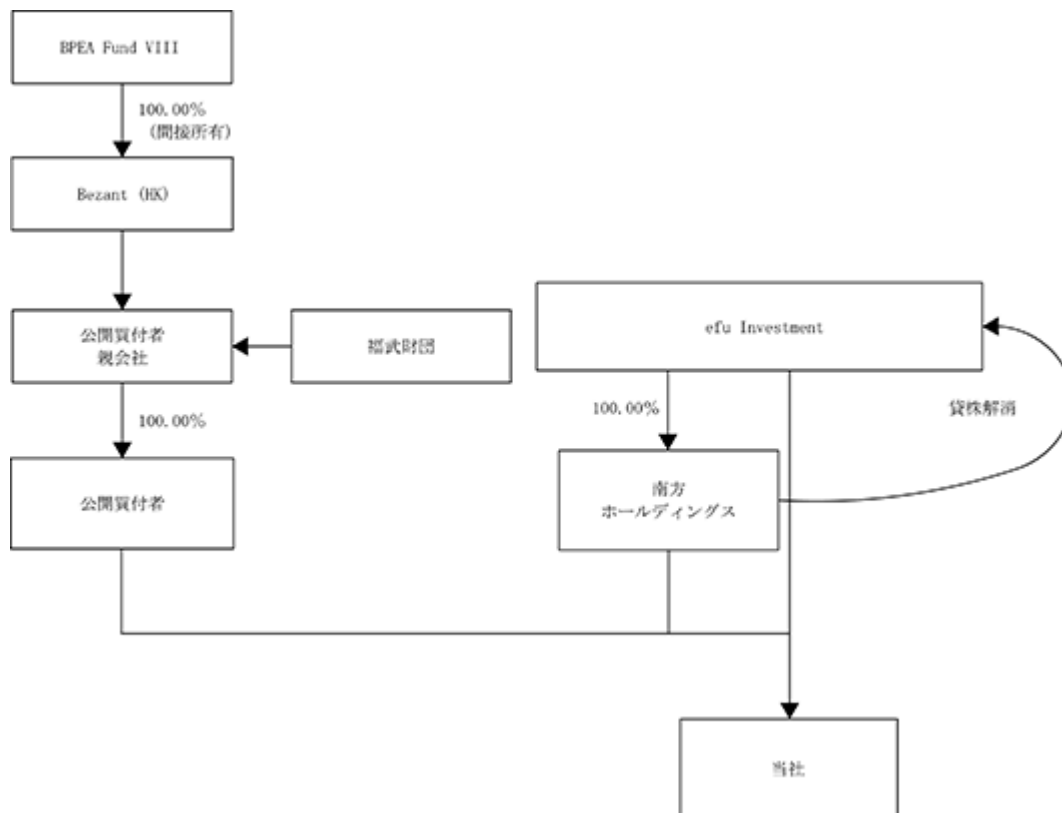 BPEA Fund VIII
100.00%
(間接所有)
Bezant (HK)
公開買付者
親会社
福武財団
efu Investment
100.00%
100.00%
貸株解消
公開買付者
南方
ホールディングス
当社